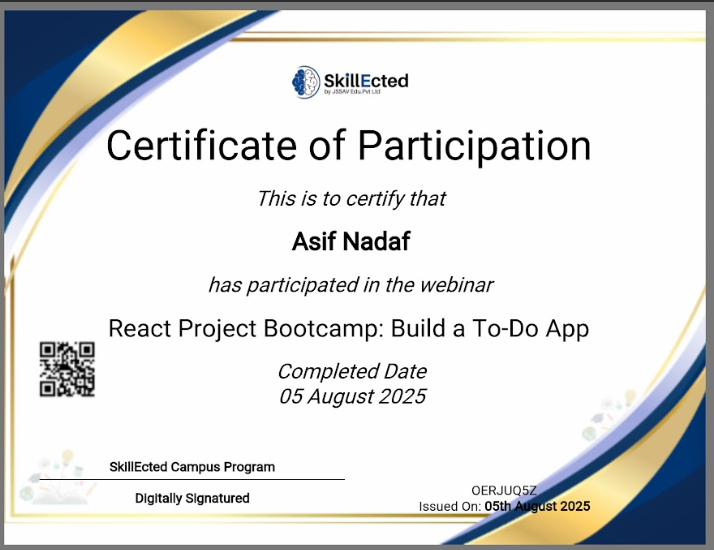 SkillEcted
by JSSAV Edu.Pvt Ltd
Certificate of Participation
This is to certify that
Asif Nadaf
has participated in the webinar
React Project Bootcamp: Build a To-Do App
Completed Date
05 August 2025
SkillEcted Campus Program
Digitally Signatured
OERJUQ5Z
Issued On: 05th August 2025